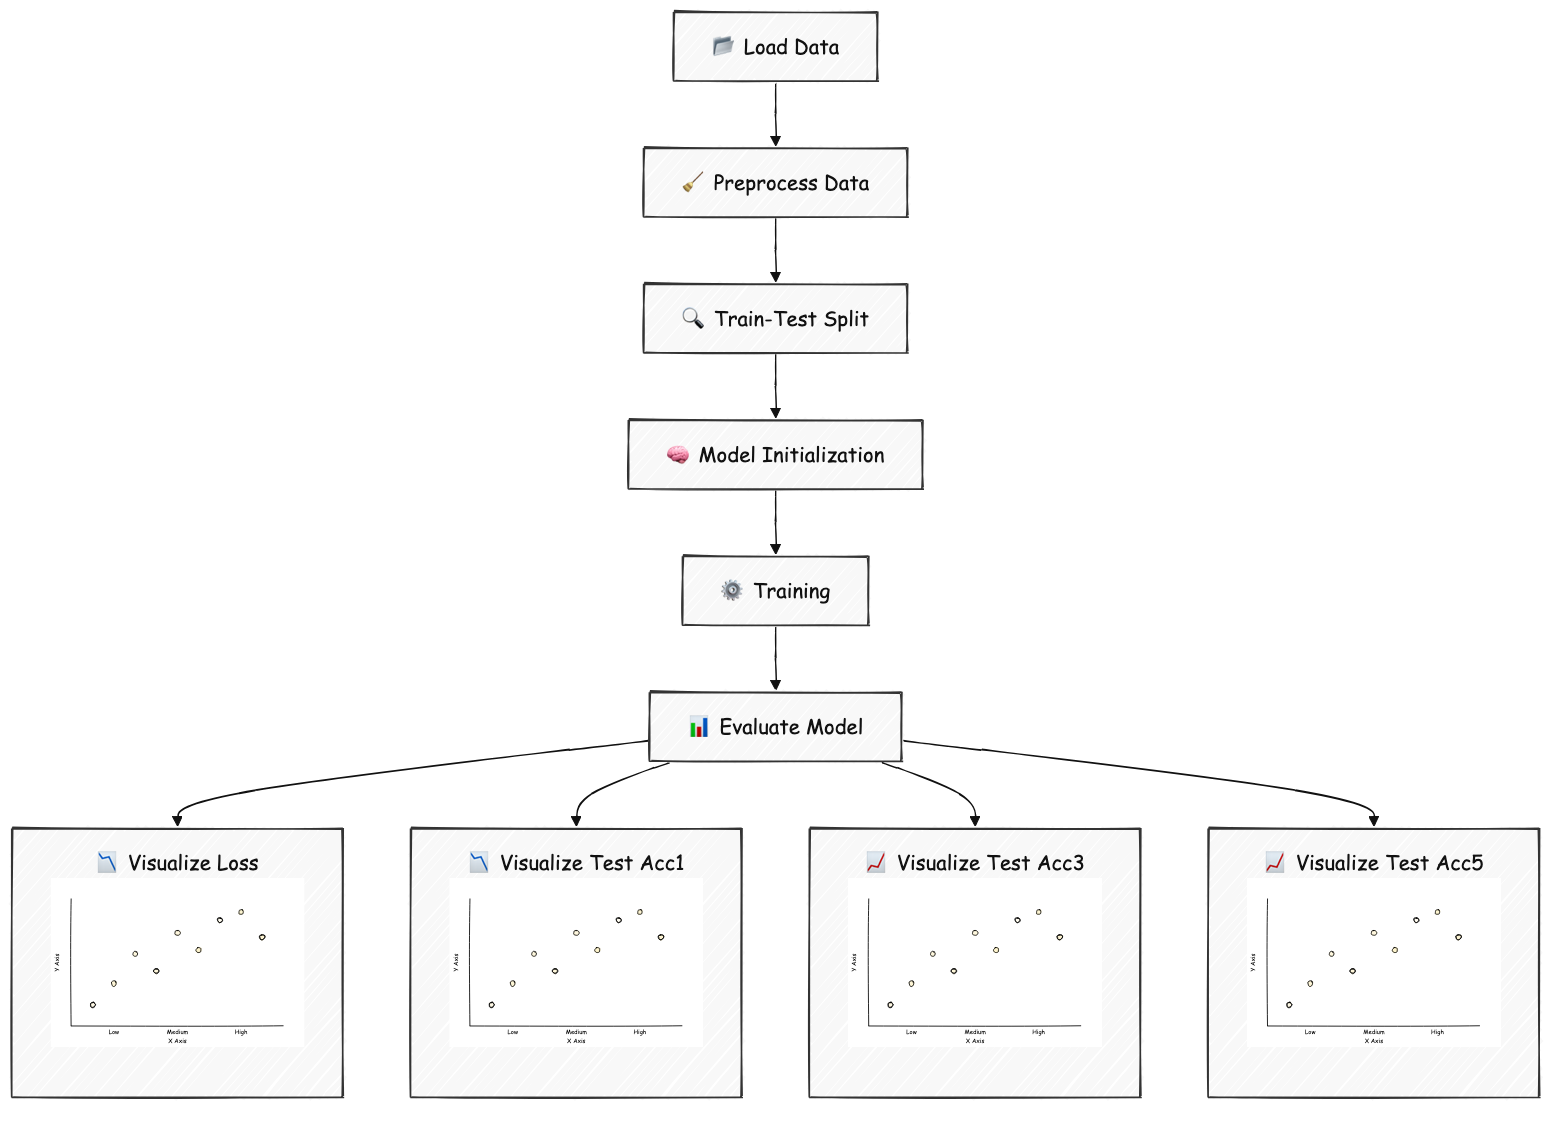 Load Data
Preprocess Data
Train-Test Split
Model Initialization
Training
Evaluate Model
Visualize Loss
Y Axis
Low Medium High
X Axis
Visualize Test Acc1
Y Axis
Low Medium High
X Axis
Visualize Test Acc3
Y Axis
Low Medium High
X Axis
Visualize Test Acc5
Y Axis
Low Medium High
X Axis